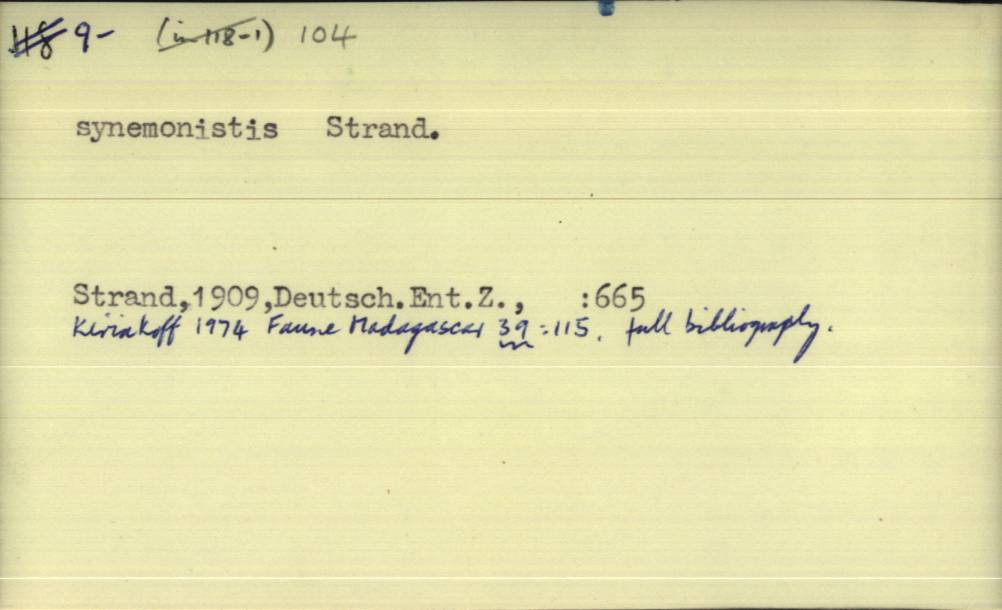 118 9- (in 118-1) 104
synemonistis Strand.
Strand,1909,Deutsch.Ent.Z., :665
Kiriakoff 1974 Faune Madagascar 39:115. full bibliography.